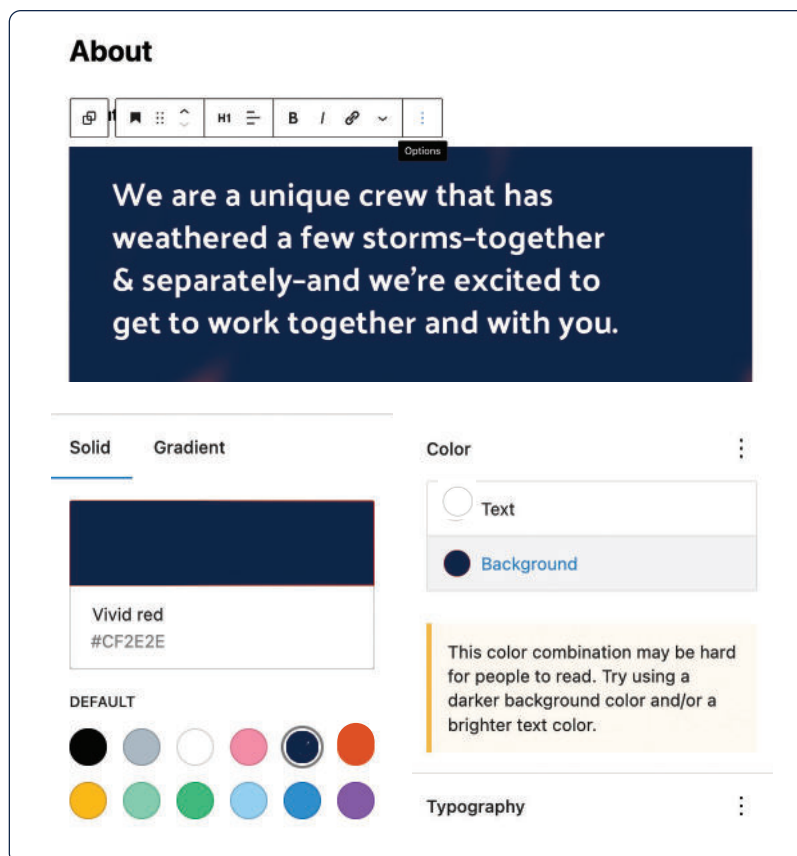 About
H1 B I
Options
We are a unique crew that has
weathered a few storms–together
& separately–and we’re excited to
get to work together and with you.
Solid Gradient
Vivid red
#CF2E2E
DEFAULT
Color
Text
Background
This color combination may be hard
for people to read. Try using a
darker background color and/or a
brighter text color.
Typography